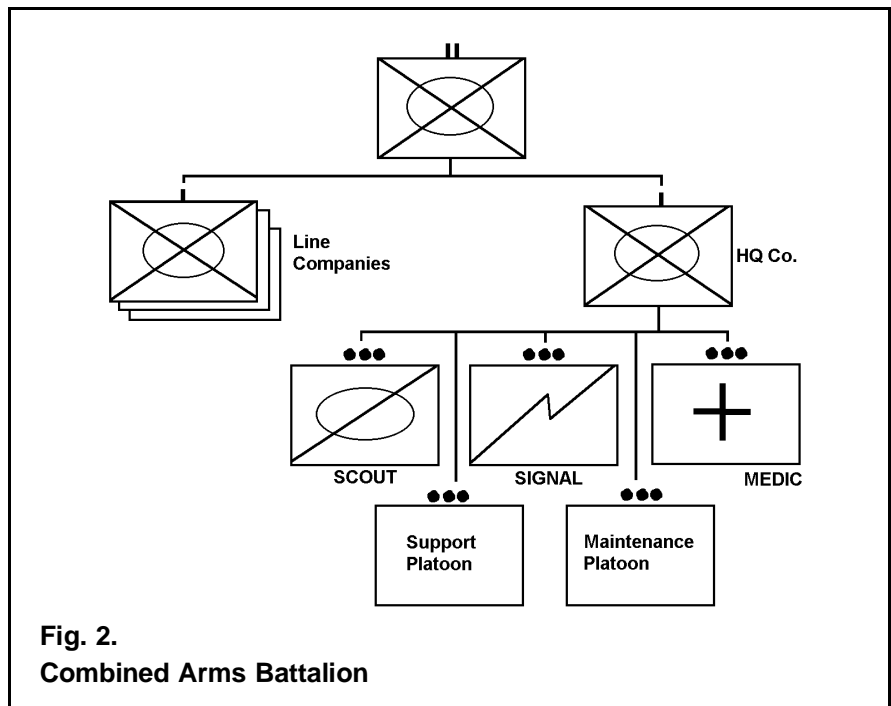 Line
Companies
HQ Co.
SCOUT
SIGNAL
MEDIC
Support
Platoon
Maintenance
Platoon
Fig. 2.
Combined Arms Battalion